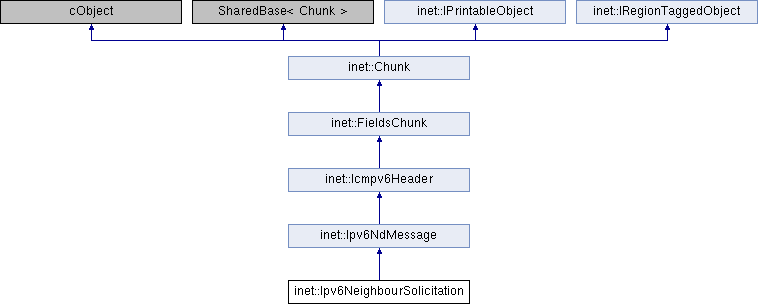 cObject
SharedBase< Chunk >
inet::IPrintableObject
inet::IRegionTaggedObject
inet::Chunk
inet::FieldsChunk
inet::Icmpv6Header
inet::Ipv6NdMessage
inet::Ipv6NeighbourSolicitation